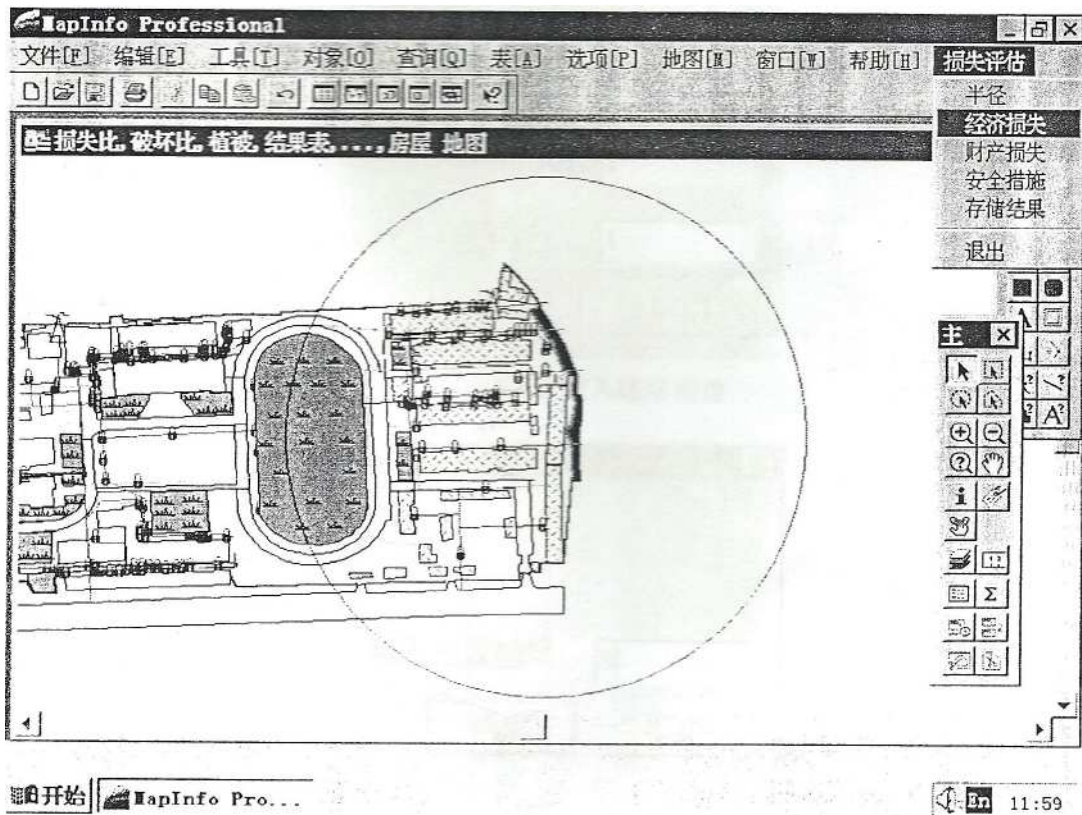 MapInfo Professional
文件[F] 编辑[E] 工具[T] 对象[O] 查询[Q] 表[A] 选项[P] 地图[M] 窗口[W] 帮助[H] 损失评估
半径
经济损失
财产损失
安全措施
存储结果
退出
损失比,破坏比,植被,结果表,...,房屋 地图
主
A?
Σ
开始 MapInfo Pro... En 11:59